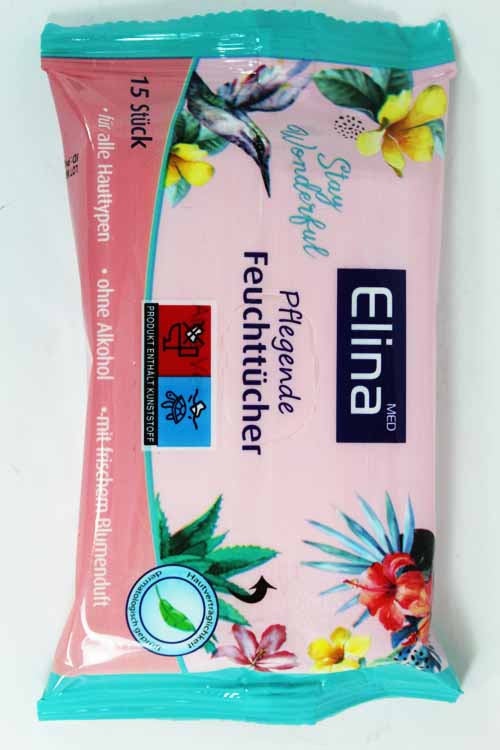 Elina
MED
Stay
Wonderful
Pflegende
Feuchttücher
PRODUKT ENTHÄLT KUNSTSTOFF
Hautverträglichkeit
dermatologisch geprüft
15 Stück
• für alle Hauttypen • ohne Alkohol • mit frischem Blumenduft